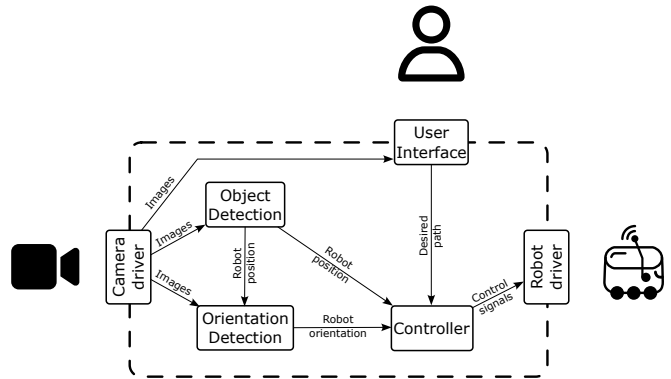 User
Interface
Images
Object
Detection
Images
Desired
path
Camera
driver
Robot
position
Robot
position
Robot
driver
Images
Control
signals
Orientation
Detection
Robot
orientation
Controller